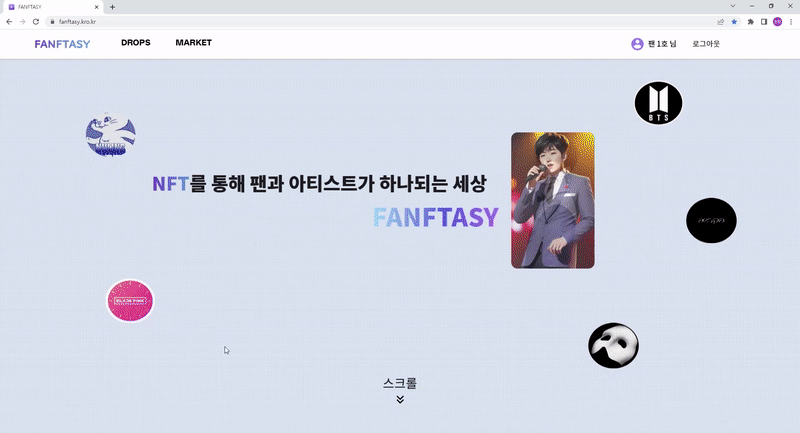 FANFTASY
fanftasy.kro.kr
FANFTASY
DROPS
MARKET
팬 1호 님
로그아웃
BTS
NFT를 통해 팬과 아티스트가 하나되는 세상
FANFTASY
aespa
BLACKPINK
스크롤